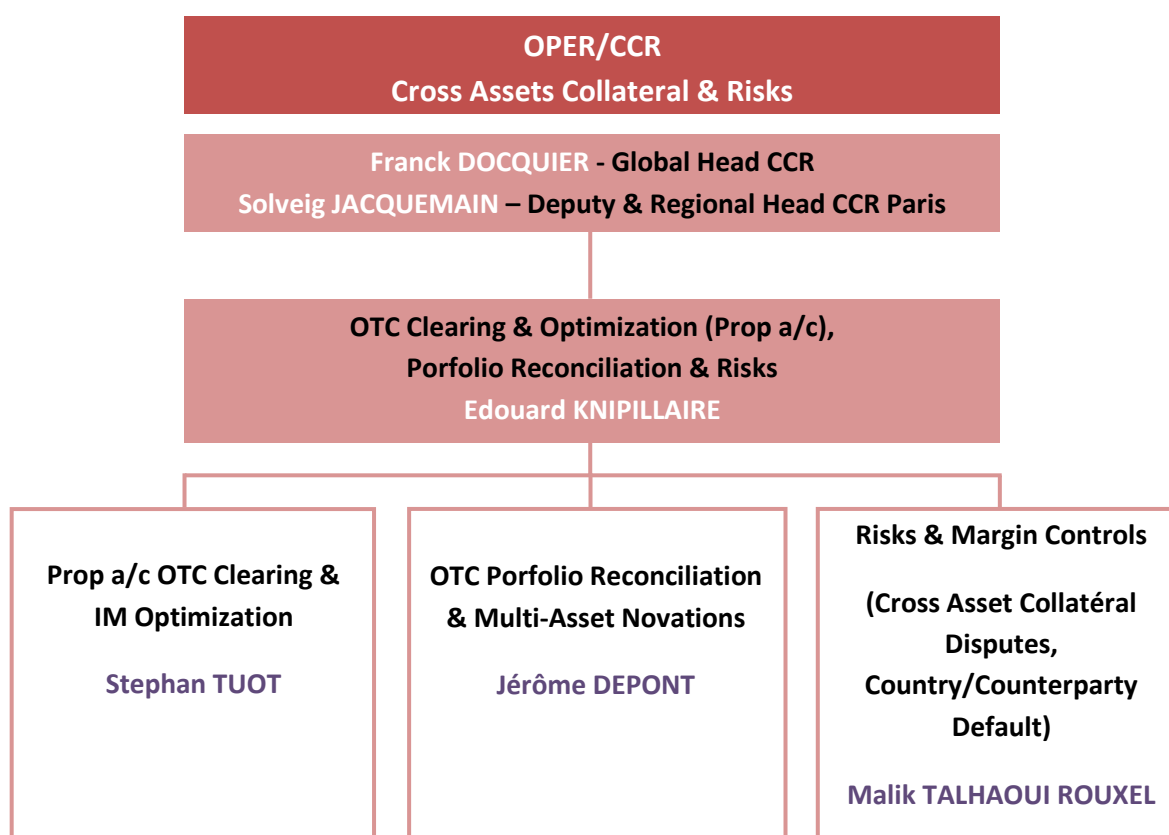 OPER/CCR
Cross Assets Collateral & Risks
Franck DOCQUIER - Global Head CCR
Solveig JACQUEMAIN – Deputy & Regional Head CCR Paris
OTC Clearing & Optimization (Prop a/c),
Porfolio Reconciliation & Risks
Edouard KNIPILLAIRE
Prop a/c OTC Clearing &
IM Optimization
Stephan TUOT
OTC Porfolio Reconciliation
& Multi-Asset Novations
Jérôme DEPONT
Risks & Margin Controls
(Cross Asset Collatéral
Disputes,
Country/Counterparty
Default)
Malik TALHAOUI ROUXEL